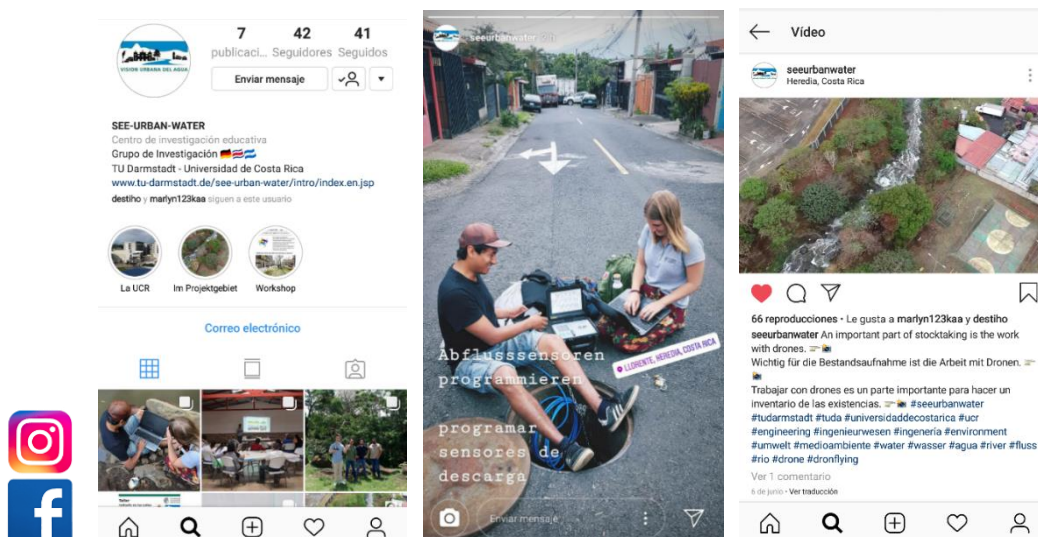 7 42 41
publicaci... Seguidores Seguidos
Enviar mensaje
VISION URBANA DEL AGUA
SEE-URBAN-WATER
Centro de investigación educativa
Grupo de Investigación 🇩🇪🇨🇷🇭🇳
TU Darmstadt - Universidad de Costa Rica
www.tu-darmstadt.de/see-urban-water/intro/index.en.jsp
destiho y marlyn123kaa siguen a este usuario
La UCR Im Projektgebiet Workshop
Correo electrónico
seeurbanwater
LLORENTE, HEREDIA, COSTA RICA
Abflusssensoren
programmieren
programar
sensores de
descarga
Enviar mensaje
Vídeo
seeurbanwater
Heredia, Costa Rica
66 reproducciones • Le gusta a marlyn123kaa y destiho
seeurbanwater An important part of stocktaking is the work
with drones.
Wichtig für die Bestandsaufnahme ist die Arbeit mit Dronen.
Trabajar con drones es un parte importante para hacer un
inventario de las existencias. #seeurbanwater
#tudarmstadt #tuda #universidaddecostarica #ucr
#engineering #ingenieurwesen #ingeneria #environment
#umwelt #medioambiente #water #wasser #agua #river #fluss
#rio #drone #dronflying
Ver 1 comentario
6 de junio • Ver traducción